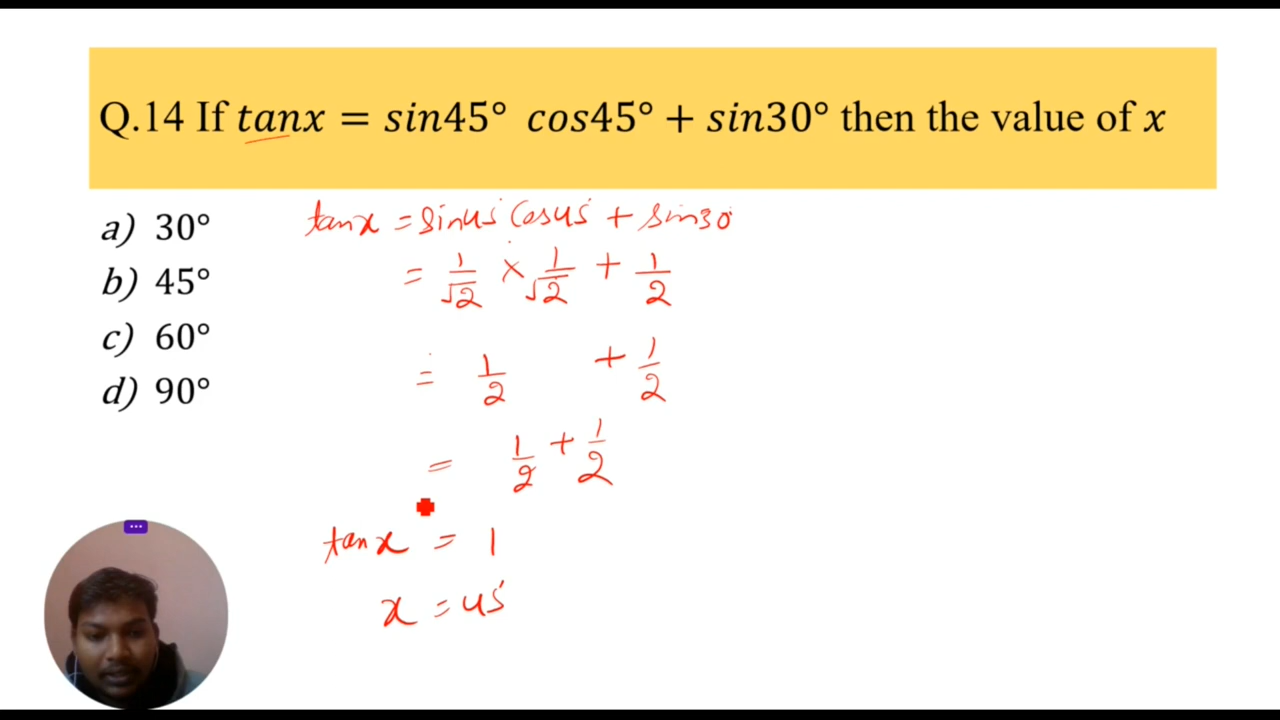 Q.14 If tanx = sin45° cos45° + sin30° then the value of x
a) 30°
b) 45°
c) 60°
d) 90°
tanx = sin45° cos45° + sin30°
= 1/√2 × 1/√2 + 1/2
= 1/2 + 1/2
= 1/2 + 1/2
tanx = 1
x = 45°